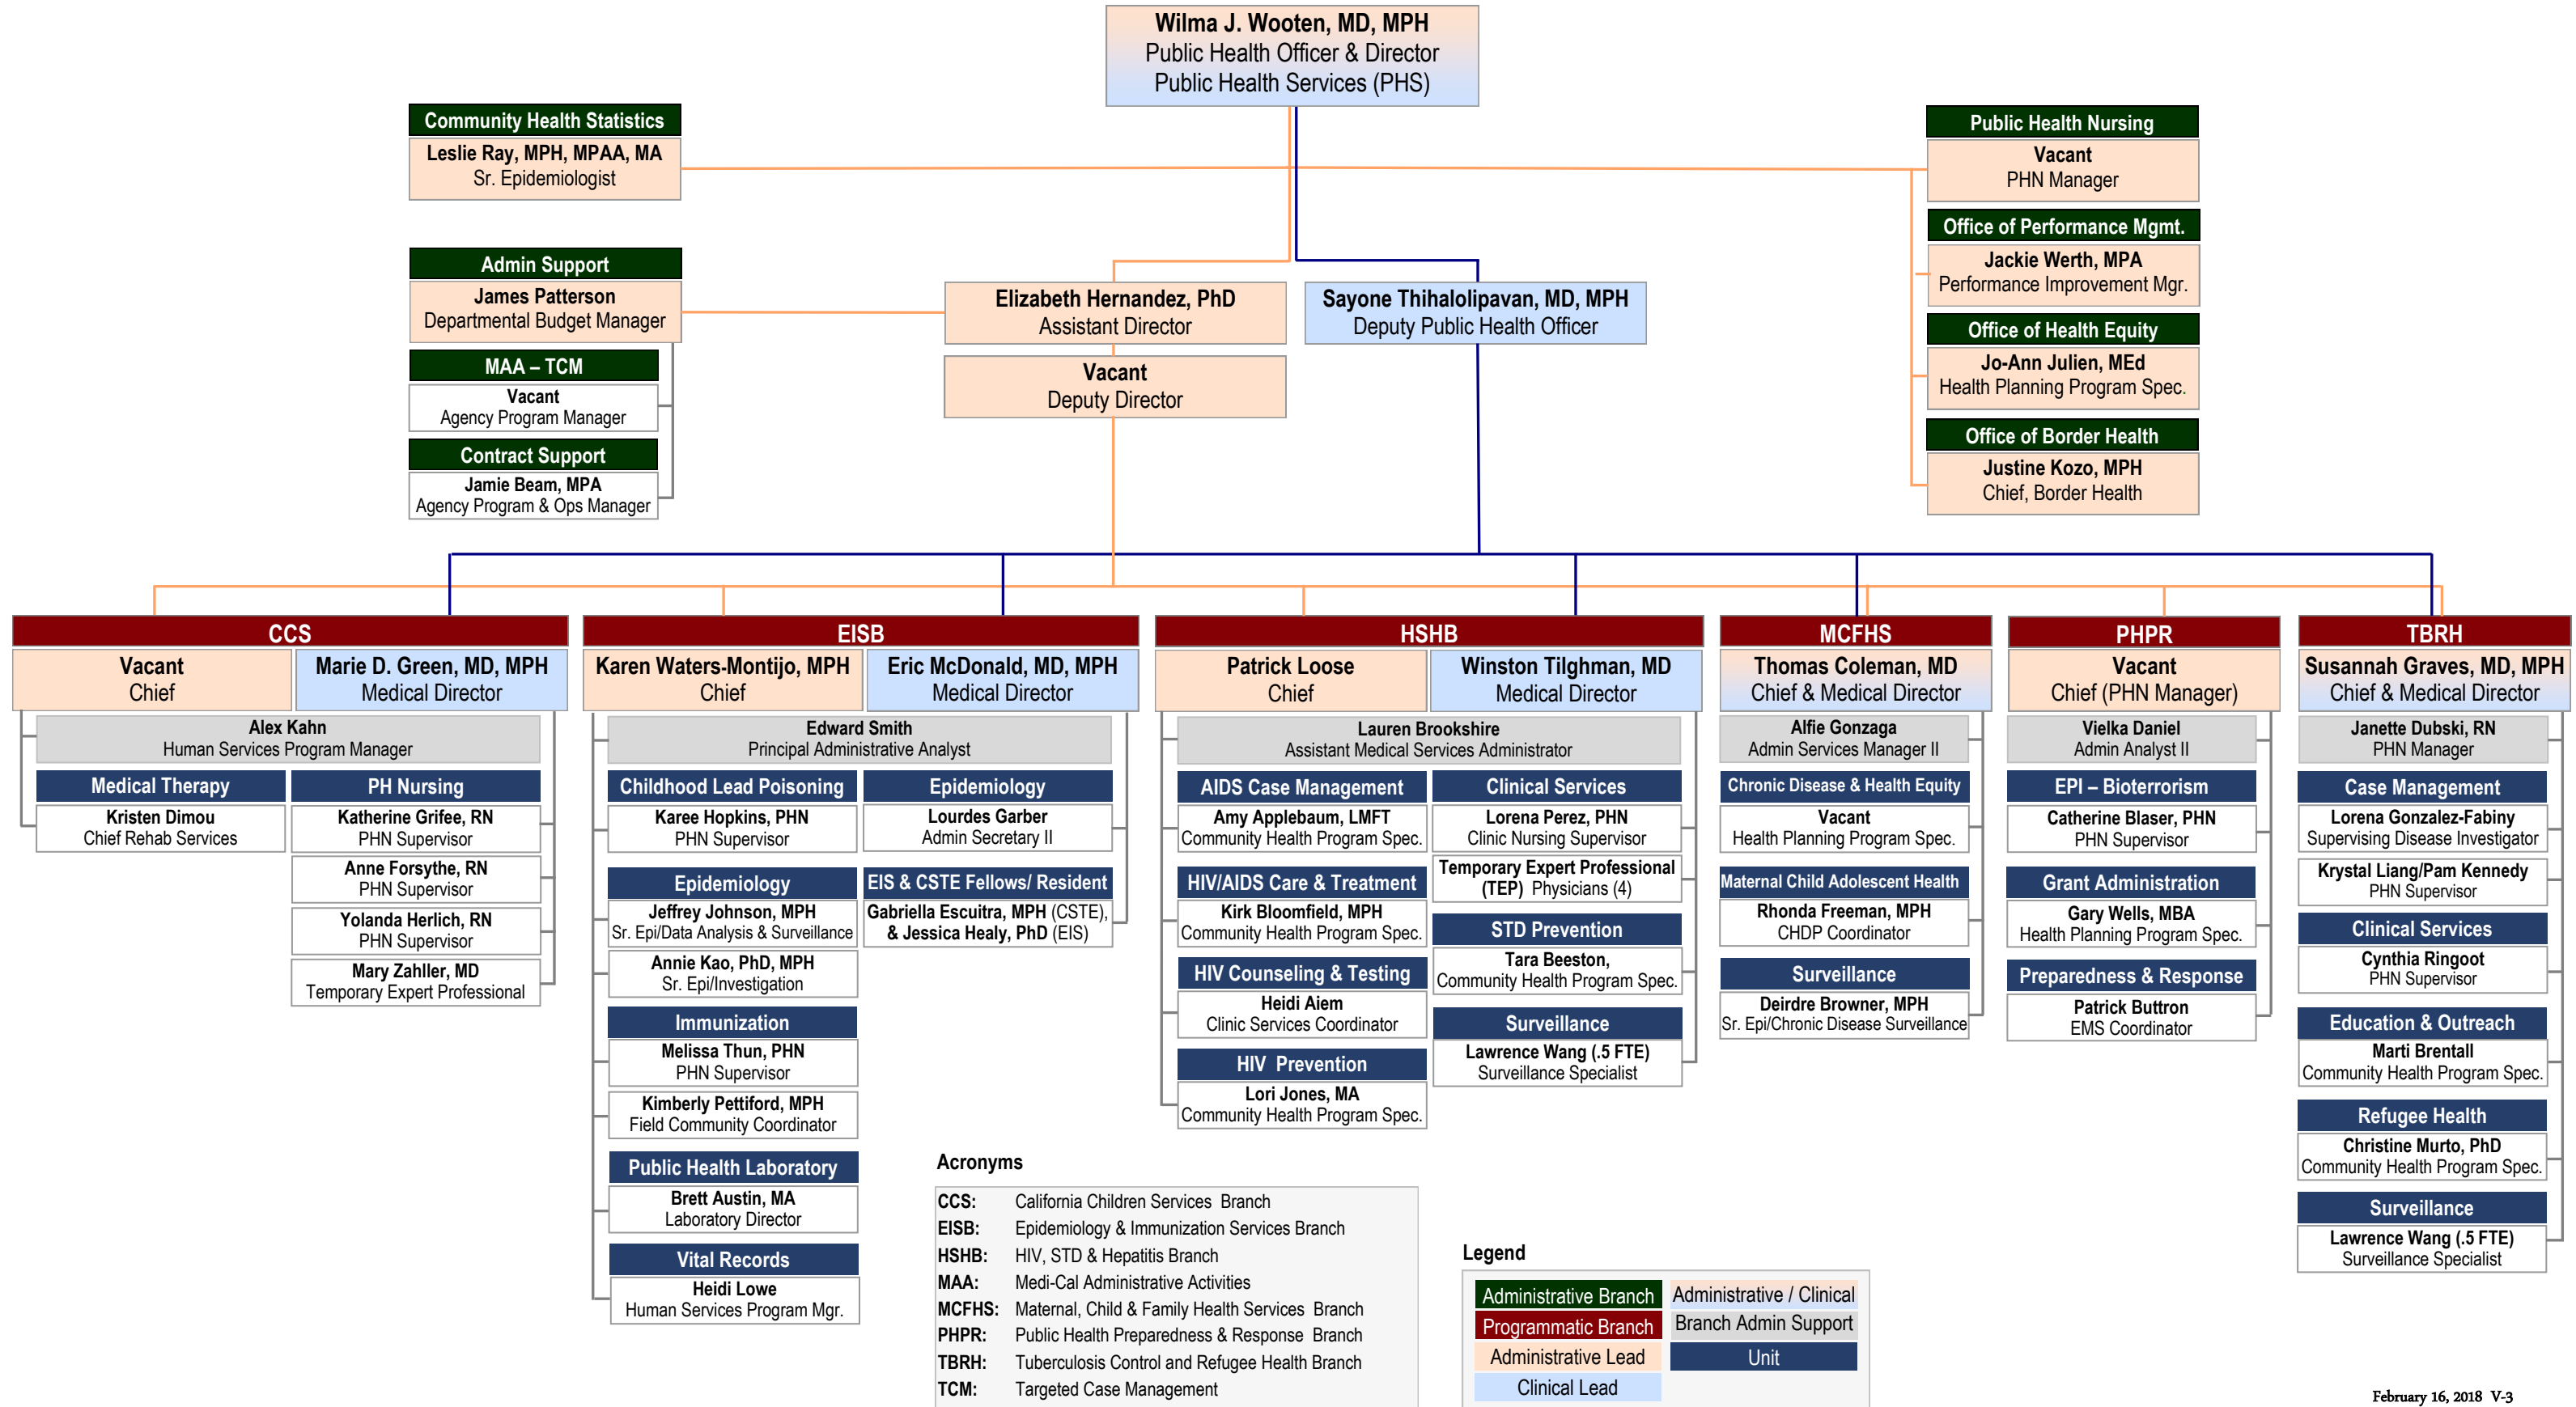 Wilma J. Wooten, MD, MPH
Public Health Officer & Director
Public Health Services (PHS)
Community Health Statistics
Leslie Ray, MPH, MPAA, MA
Sr. Epidemiologist
Public Health Nursing
Vacant
PHN Manager
Office of Performance Mgmt.
Jackie Werth, MPA
Performance Improvement Mgr.
Office of Health Equity
Jo-Ann Julien, MEd
Health Planning Program Spec.
Office of Border Health
Justine Kozo, MPH
Chief, Border Health
Admin Support
James Patterson
Departmental Budget Manager
MAA – TCM
Vacant
Agency Program Manager
Contract Support
Jamie Beam, MPA
Agency Program & Ops Manager
Elizabeth Hernandez, PhD
Assistant Director
Vacant
Deputy Director
Sayone Thihalolipavan, MD, MPH
Deputy Public Health Officer
CCS
Vacant
Chief
Marie D. Green, MD, MPH
Medical Director
Alex Kahn
Human Services Program Manager
Medical Therapy
Kristen Dimou
Chief Rehab Services
PH Nursing
Katherine Grifee, RN
PHN Supervisor
Anne Forsythe, RN
PHN Supervisor
Yolanda Herlich, RN
PHN Supervisor
Mary Zahller, MD
Temporary Expert Professional
EISB
Karen Waters-Montijo, MPH
Chief
Eric McDonald, MD, MPH
Medical Director
Edward Smith
Principal Administrative Analyst
Childhood Lead Poisoning
Karee Hopkins, PHN
PHN Supervisor
Epidemiology
Jeffrey Johnson, MPH
Sr. Epi/Data Analysis & Surveillance
Annie Kao, PhD, MPH
Sr. Epi/Investigation
Immunization
Melissa Thun, PHN
PHN Supervisor
Kimberly Pettiford, MPH
Field Community Coordinator
Public Health Laboratory
Brett Austin, MA
Laboratory Director
Vital Records
Heidi Lowe
Human Services Program Mgr.
Epidemiology
Lourdes Garber
Admin Secretary II
EIS & CSTE Fellows/ Resident
Gabriella Escuitra, MPH (CSTE),
& Jessica Healy, PhD (EIS)
HSHB
Patrick Loose
Chief
Winston Tilghman, MD
Medical Director
Lauren Brookshire
Assistant Medical Services Administrator
AIDS Case Management
Amy Applebaum, LMFT
Community Health Program Spec.
HIV/AIDS Care & Treatment
Kirk Bloomfield, MPH
Community Health Program Spec.
HIV Counseling & Testing
Heidi Aiem
Clinic Services Coordinator
HIV Prevention
Lori Jones, MA
Community Health Program Spec.
Clinical Services
Lorena Perez, PHN
Clinic Nursing Supervisor
Temporary Expert Professional
(TEP) Physicians (4)
STD Prevention
Tara Beeston,
Community Health Program Spec.
Surveillance
Lawrence Wang (.5 FTE)
Surveillance Specialist
MCFHS
Thomas Coleman, MD
Chief & Medical Director
Alfie Gonzaga
Admin Services Manager II
Chronic Disease & Health Equity
Vacant
Health Planning Program Spec.
Maternal Child Adolescent Health
Rhonda Freeman, MPH
CHDP Coordinator
Surveillance
Deirdre Browner, MPH
Sr. Epi/Chronic Disease Surveillance
PHPR
Vacant
Chief (PHN Manager)
Vielka Daniel
Admin Analyst II
EPI – Bioterrorism
Catherine Blaser, PHN
PHN Supervisor
Grant Administration
Gary Wells, MBA
Health Planning Program Spec.
Preparedness & Response
Patrick Buttron
EMS Coordinator
TBRH
Susannah Graves, MD, MPH
Chief & Medical Director
Janette Dubski, RN
PHN Manager
Case Management
Lorena Gonzalez-Fabiny
Supervising Disease Investigator
Krystal Liang/Pam Kennedy
PHN Supervisor
Clinical Services
Cynthia Ringoot
PHN Supervisor
Education & Outreach
Marti Brentall
Community Health Program Spec.
Refugee Health
Christine Murto, PhD
Community Health Program Spec.
Surveillance
Lawrence Wang (.5 FTE)
Surveillance Specialist
Acronyms
CCS: California Children Services Branch
EISB: Epidemiology & Immunization Services Branch
HSHB: HIV, STD & Hepatitis Branch
MAA: Medi-Cal Administrative Activities
MCFHS: Maternal, Child & Family Health Services Branch
PHPR: Public Health Preparedness & Response Branch
TBRH: Tuberculosis Control and Refugee Health Branch
TCM: Targeted Case Management
Legend
Administrative Branch
Administrative / Clinical
Programmatic Branch
Branch Admin Support
Administrative Lead
Unit
Clinical Lead
February 16, 2018 V-3